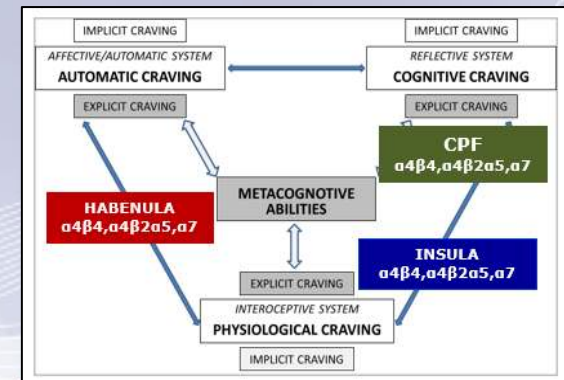 IMPLICIT CRAVING
AFFECTIVE/AUTOMATIC SYSTEM
AUTOMATIC CRAVING
EXPLICIT CRAVING
IMPLICIT CRAVING
REFLECTIVE SYSTEM
COGNITIVE CRAVING
EXPLICIT CRAVING
CPF
α4β4,α4β2α5,α7
METACOGNOTIVE
ABILITIES
HABENULA
α4β4,α4β2α5,α7
INSULA
α4β4,α4β2α5,α7
EXPLICIT CRAVING
INTEROCEPTIVE SYSTEM
PHYSIOLOGICAL CRAVING
IMPLICIT CRAVING